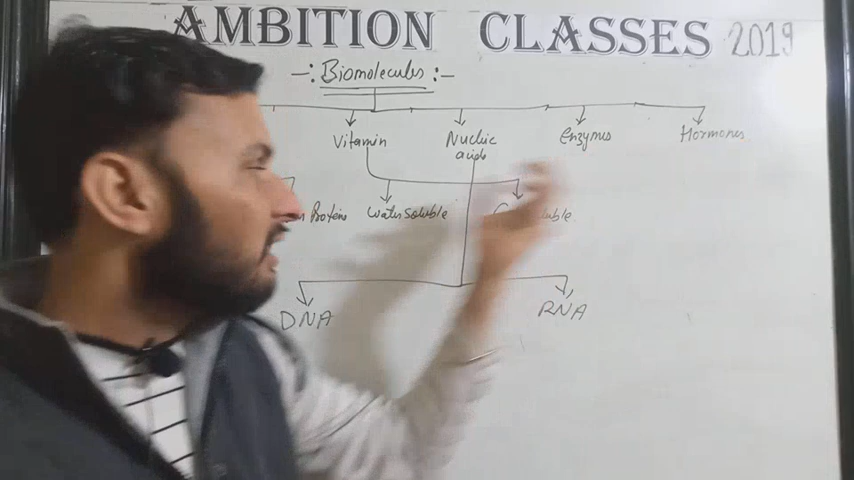 AMBITION CLASSES 2019
-: Biomolecules :-
Vitamin Nucleic Enzymes Hormones
acids
Protein Water Soluble
DNA RNA